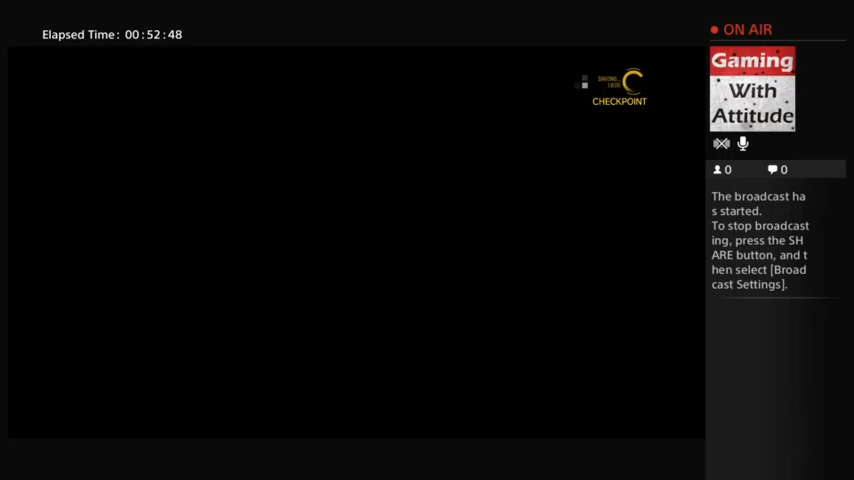 Elapsed Time: 00:52:48
ON AIR
Gaming
With
Attitude
SAVING...
CHECKPOINT
0
0
The broadcast ha
s started.
To stop broadcast
ing, press the SH
ARE button, and t
hen select [Broad
cast Settings].